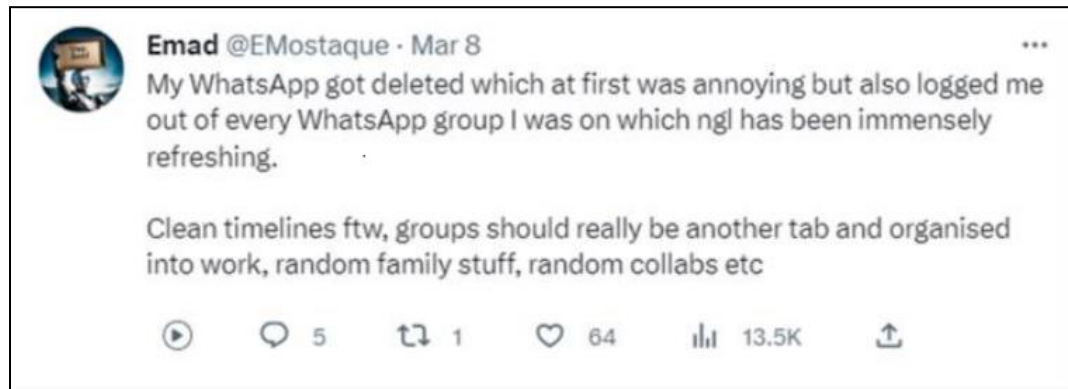 Emad @EMostaque · Mar 8
My WhatsApp got deleted which at first was annoying but also logged me
out of every WhatsApp group I was on which ngl has been immensely
refreshing.
Clean timelines ftw, groups should really be another tab and organised
into work, random family stuff, random collabs etc
5 1 64 13.5K